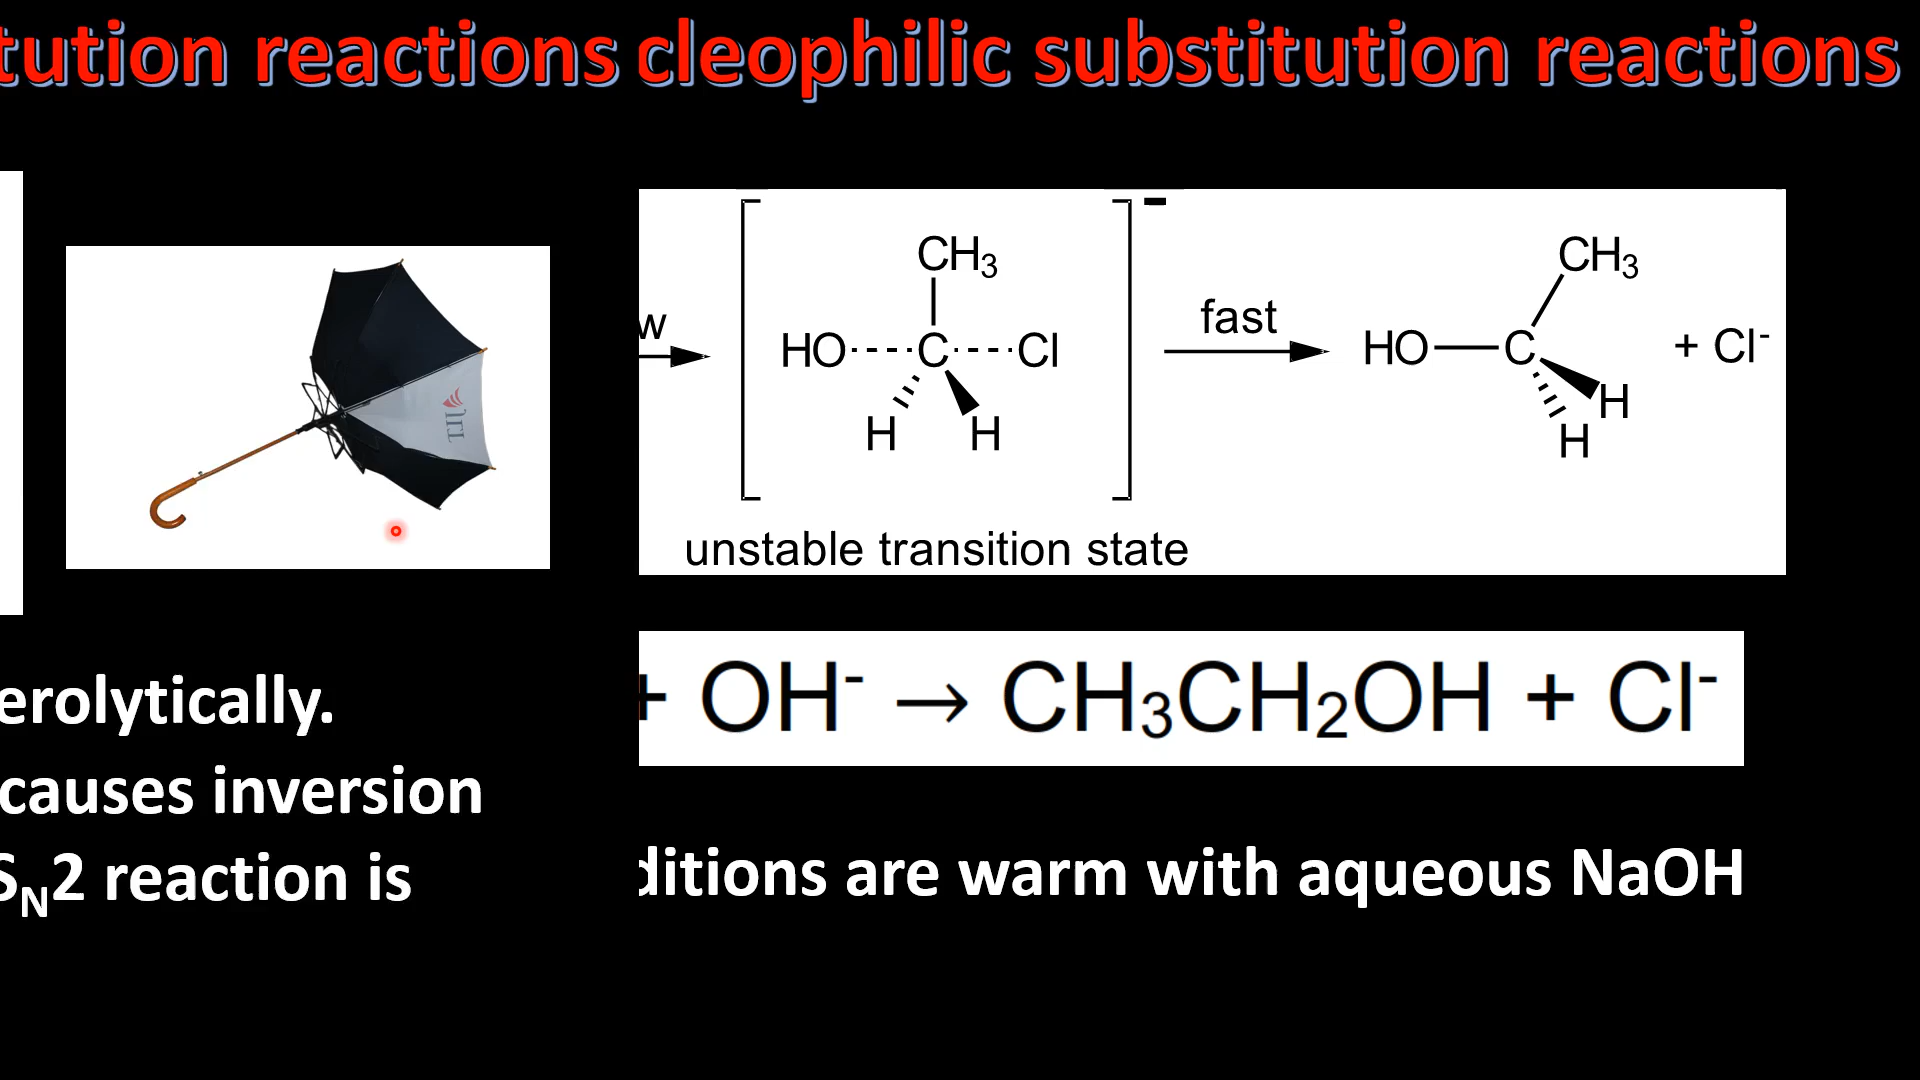 tution reactions cleophilic substitution reactions
CH3
w
HO C Cl
H H
fast
CH3
HO C + Cl-
H
H
unstable transition state
+ OH- → CH3CH2OH + Cl-
erolytically.
causes inversion
SN2 reaction is
ditions are warm with aqueous NaOH